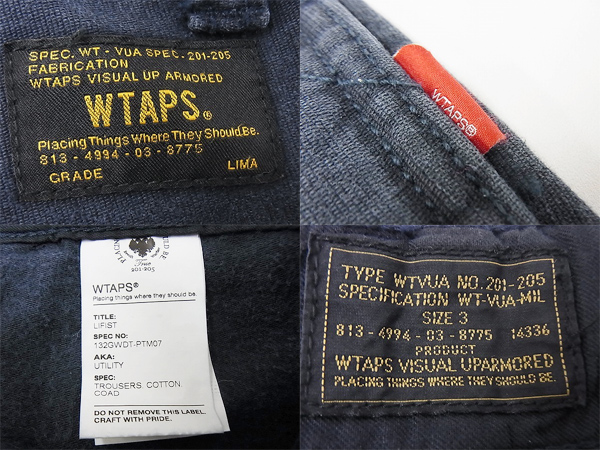 SPEC. WT - VUA SPEC. 201-205
FABRICATION
WTAPS VISUAL UP ARMORED
WTAPS®
Placing Things Where They Should Be.
813 - 4994 - 03 - 8775
GRADE LIMA
WTAPS®
201-205
WTAPS®
Placing things where they should be.
TITLE:
LIFIST
SPEC NO:
132GWDT-PTM07
AKA:
UTILITY
SPEC:
TROUSERS. COTTON.
COAD
DO NOT REMOVE THIS LABEL.
CRAFT WITH PRIDE.
TYPE WTVUA NO. 201-205
SPECIFICATION WT-VUA-MIL
SIZE 3
813 - 4994 - 03 - 8775 14336
PRODUCT
WTAPS VISUAL UPARMORED
PLACING THINGS WHERE THEY SHOULD BE.